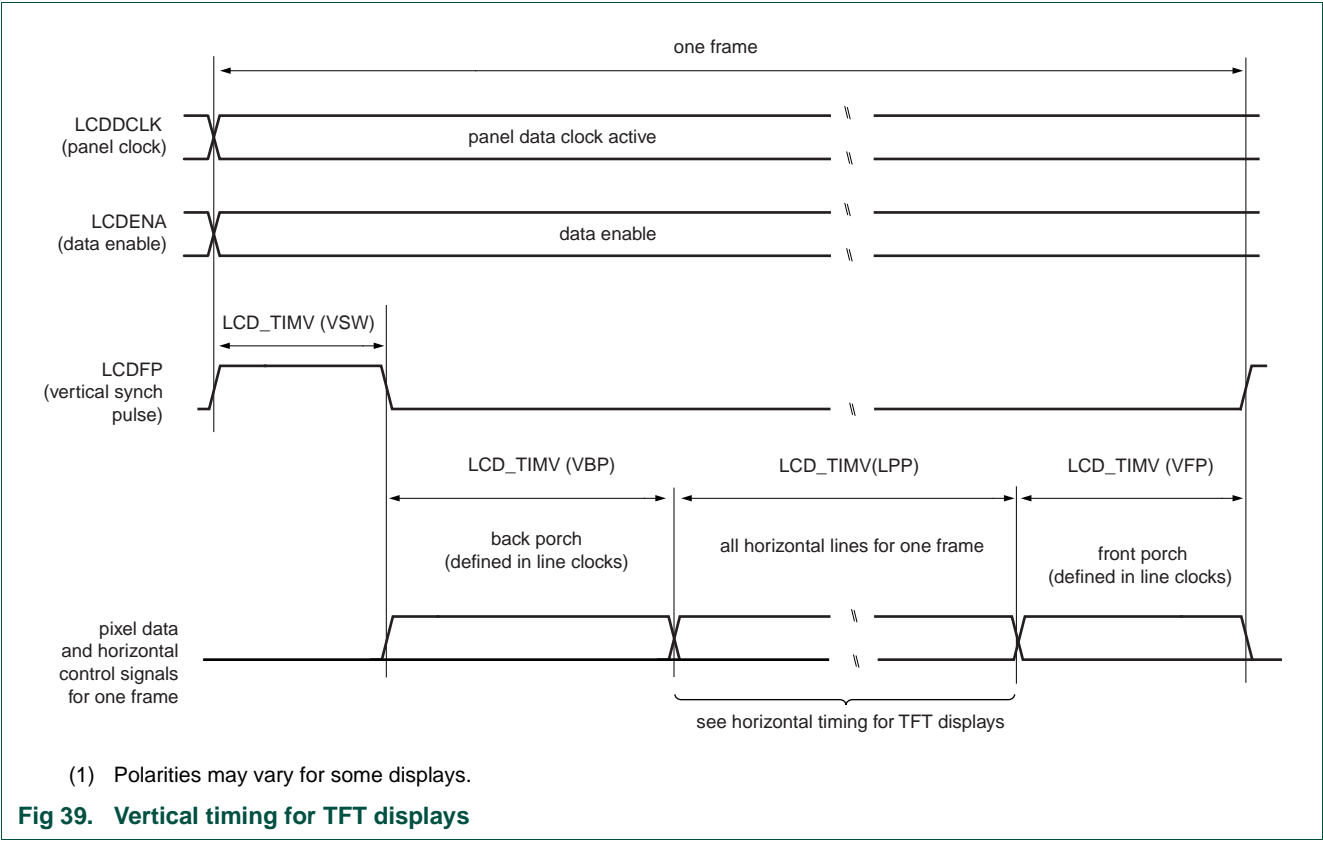 one frame
LCDDCLK
(panel clock)
panel data clock active
LCDENA
(data enable)
data enable
LCD_TIMV (VSW)
LCDFP
(vertical synch
pulse)
LCD_TIMV (VBP)
LCD_TIMV(LPP)
LCD_TIMV (VFP)
back porch
(defined in line clocks)
all horizontal lines for one frame
front porch
(defined in line clocks)
pixel data
and horizontal
control signals
for one frame
see horizontal timing for TFT displays
(1) Polarities may vary for some displays.
Fig 39. Vertical timing for TFT displays